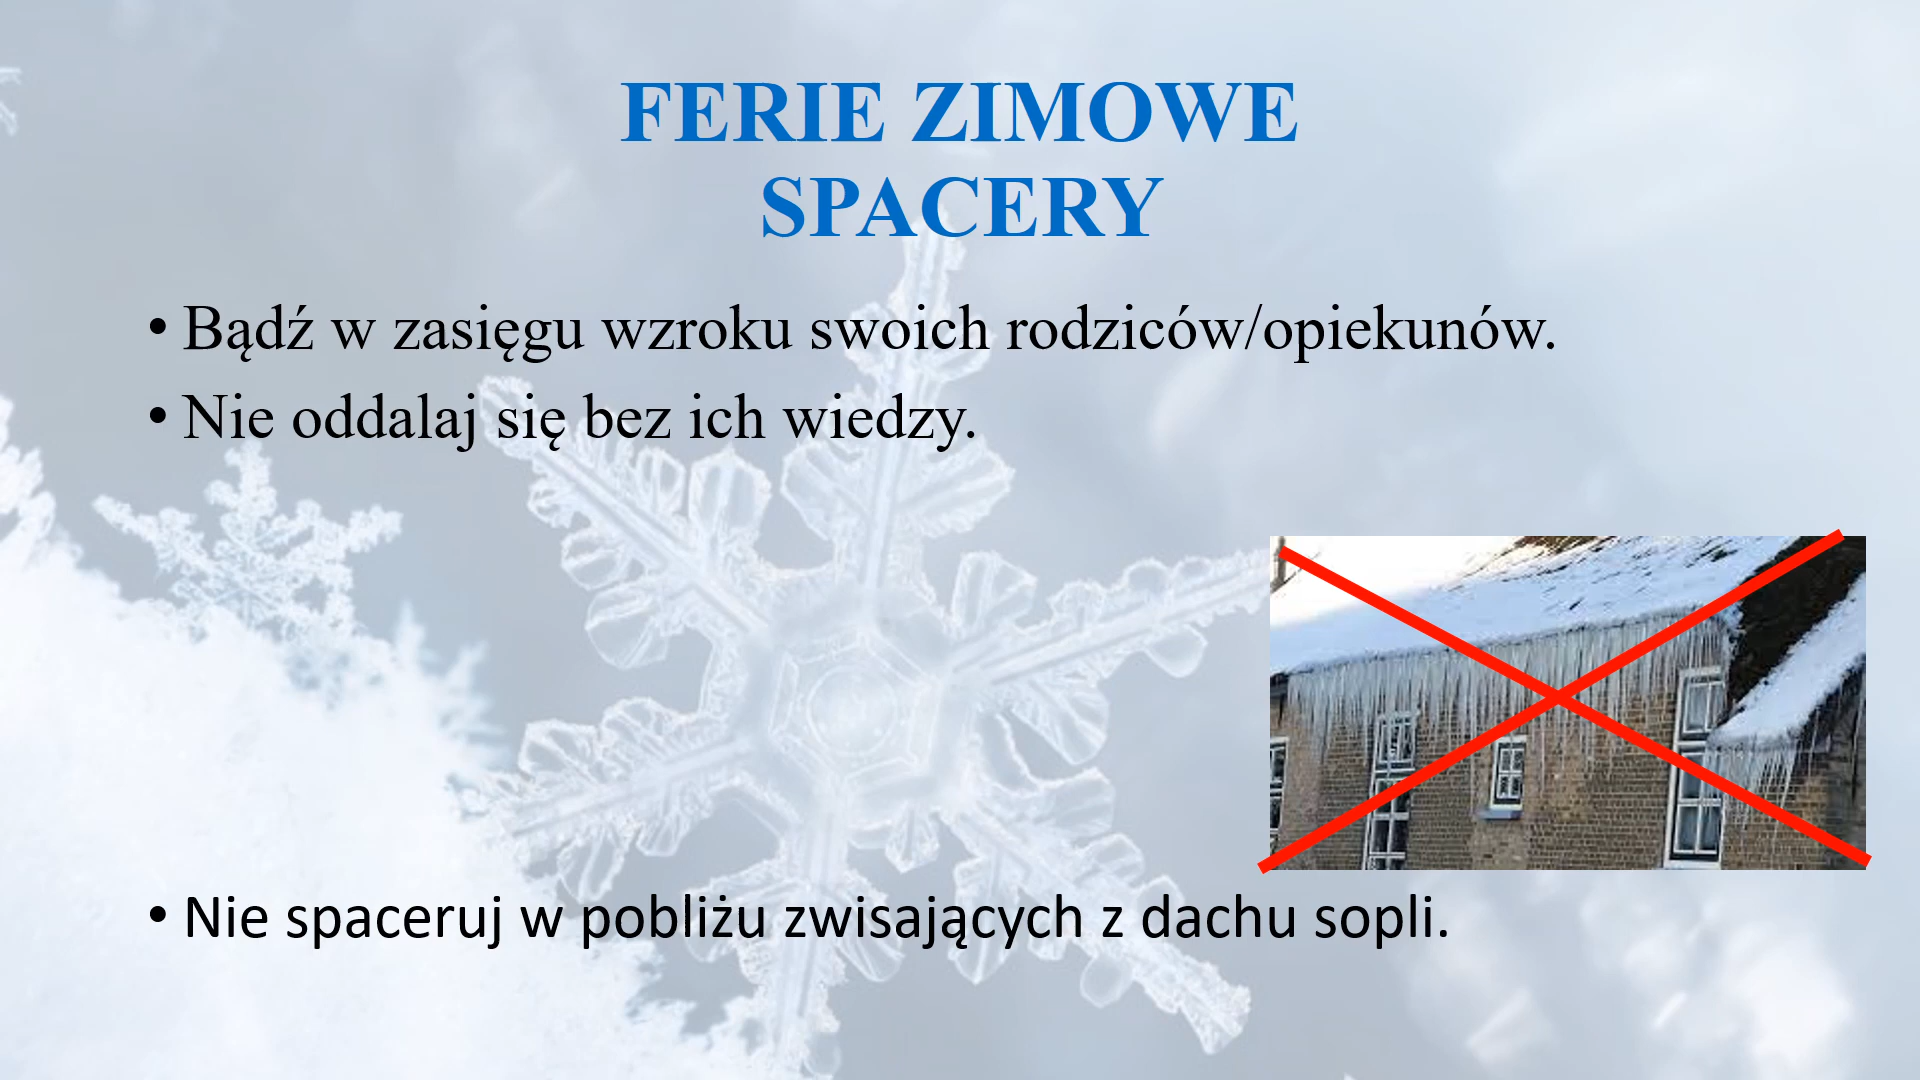 FERIE ZIMOWE
SPACERY
• Bądź w zasięgu wzroku swoich rodziców/opiekunów.
• Nie oddalaj się bez ich wiedzy.
• Nie spaceruj w pobliżu zwisających z dachu sopli.